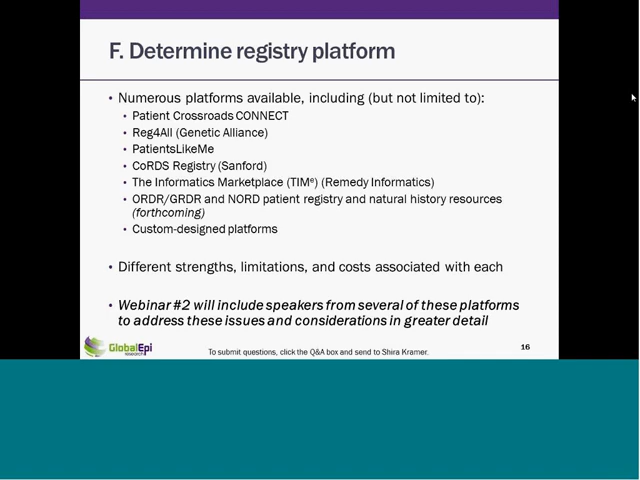 F. Determine registry platform
• Numerous platforms available, including (but not limited to):
• Patient Crossroads CONNECT
• Reg4All (Genetic Alliance)
• PatientsLikeMe
• CoRDS Registry (Sanford)
• The Informatics Marketplace (TIMe) (Remedy Informatics)
• ORDR/GRDR and NORD patient registry and natural history resources
(forthcoming)
• Custom-designed platforms
• Different strengths, limitations, and costs associated with each
• Webinar #2 will include speakers from several of these platforms
to address these issues and considerations in greater detail
GlobalEpi
research
To submit questions, click the Q&A box and send to Shira Kramer.
16